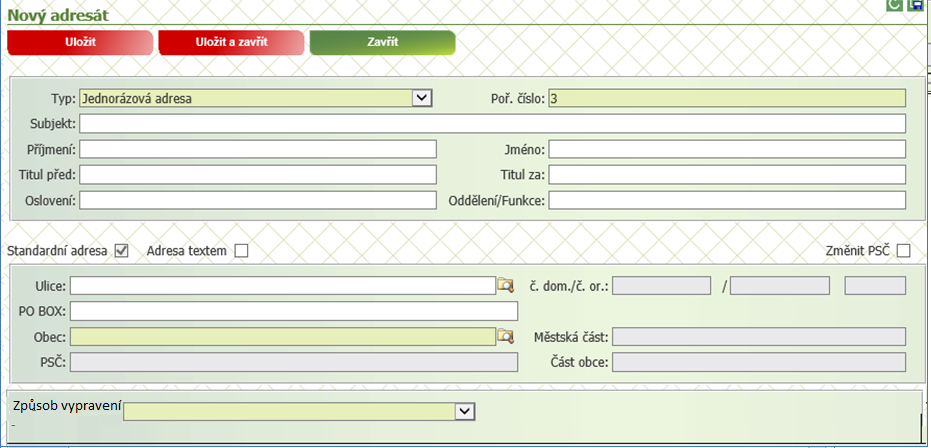 Nový adresát
Uložit Uložit a zavřít Zavřít
Typ: Jednorázová adresa Poř. číslo: 3
Subjekt:
Příjmení: Jméno:
Titul před: Titul za:
Oslovení: Oddělení/Funkce:
Standardní adresa Adresa textem Změnit PSČ
Ulice: č. dom./č. or.: /
PO BOX:
Obec: Městská část:
PSČ: Část obce:
Způsob vypravení
-